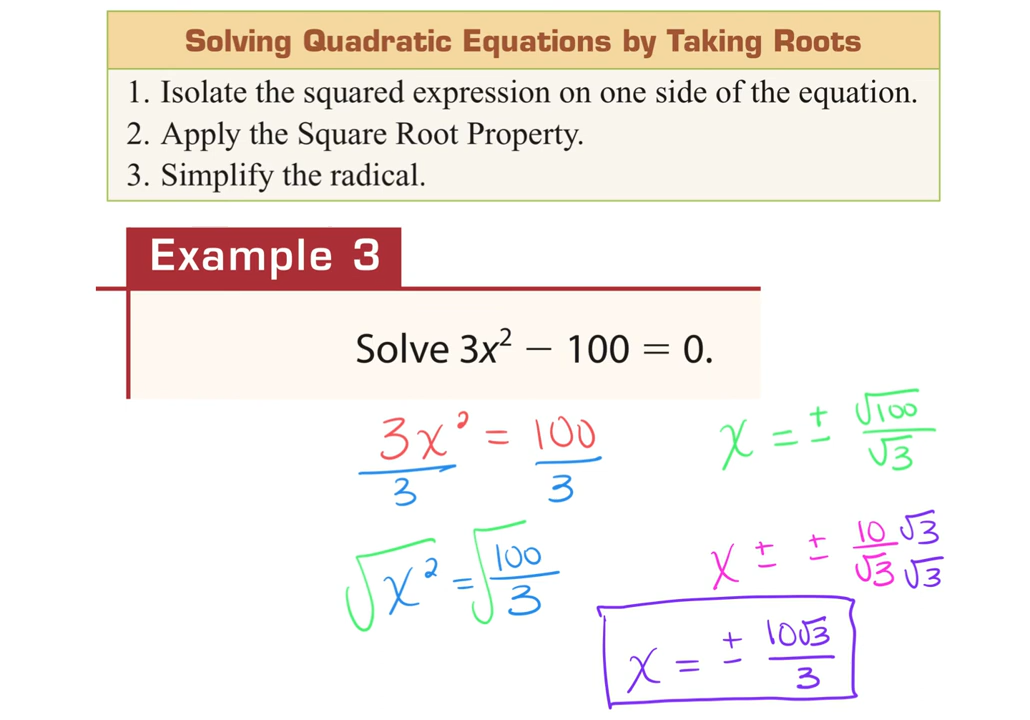 Solving Quadratic Equations by Taking Roots
1. Isolate the squared expression on one side of the equation.
2. Apply the Square Root Property.
3. Simplify the radical.
Example 3
Solve 3x² − 100 = 0.
3x² = 100
3 3
√x² = √100/3
x = ± √100/√3
x ± ± 10/√3 √3/√3
x = ± 10√3/3